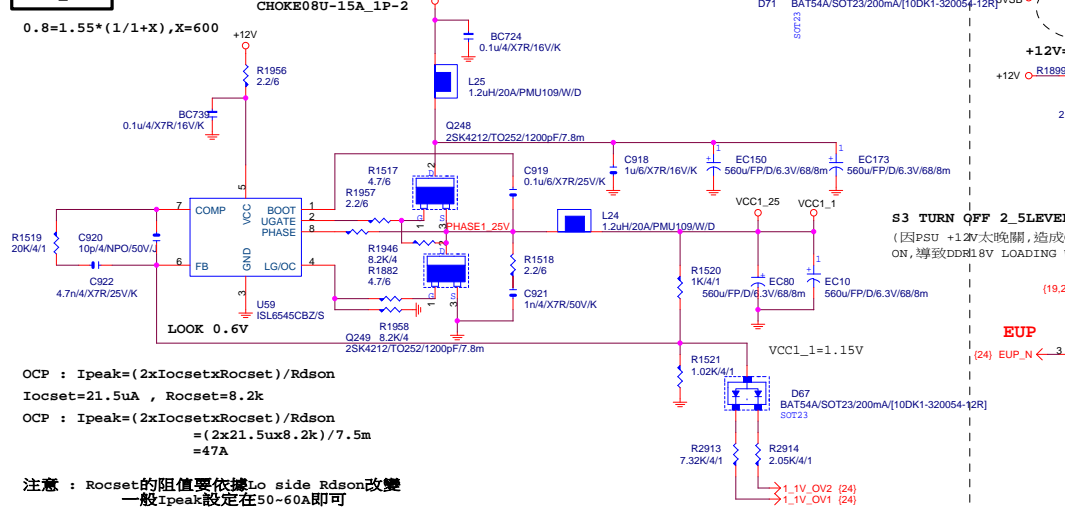 CHOKE08U-15A_1P-2
0.8=1.55*(1/1+X),X=600
+12V
R1956
2.2/6
BC739
0.1u/4/X7R/16V/K
BC724
0.1u/4/X7R/16V/K
L25
1.2uH/20A/PMU109/W/D
Q248
2SK4212/TO252/1200pF/7.8m
R1517
4.7/6
R1957
2.2/6
C919
0.1u/6/X7R/25V/K
C918
1u/6/X7R/16V/K
EC150
560u/FP/D/6.3V/68/8m
EC173
560u/FP/D/6.3V/68/8m
D71 BAT54A/SOT23/200mA/[10DK1-320054-12R]
SOT23
+12V
R1899
VCC1_25
VCC1_1
7 COMP
VCC 5
BOOT 1
UGATE 2
PHASE 8
6 FB
GND 3
LG/OC 4
U59
ISL6545CBZ/S
R1519
20K/4/1
C920
10p/4/NPO/50V/J
C922
4.7n/4/X7R/25V/K
LOOK 0.6V
PHASE1_25V
L24
1.2uH/20A/PMU109/W/D
R1946
8.2K/4
R1882
4.7/6
R1518
2.2/6
C921
1n/4/X7R/50V/K
R1958
8.2K/4
Q249
2SK4212/TO252/1200pF/7.8m
R1520
1K/4/1
EC80
560u/FP/D/6.3V/68/8m
EC10
560u/FP/D/6.3V/68/8m
S3 TURN OFF 2_5LEVE
(因PSU +12V太晚關,造成
ON,導致DDR18V LOADING
{19,2
EUP
{24} EUP_N
3
VCC1_1=1.15V
R1521
1.02K/4/1
D67
BAT54A/SOT23/200mA/[10DK1-320054-12R]
SOT23
R2913
7.32K/4/1
R2914
2.05K/4/1
1_1V_OV2 {24}
1_1V_OV1 {24}
OCP : Ipeak=(2xIocsetxRocset)/Rdson
Iocset=21.5uA , Rocset=8.2k
OCP : Ipeak=(2xIocsetxRocset)/Rdson
=(2x21.5ux8.2k)/7.5m
=47A
注意 : Rocset的阻值要依據Lo side Rdson改變
一般Ipeak設定在50~60A即可